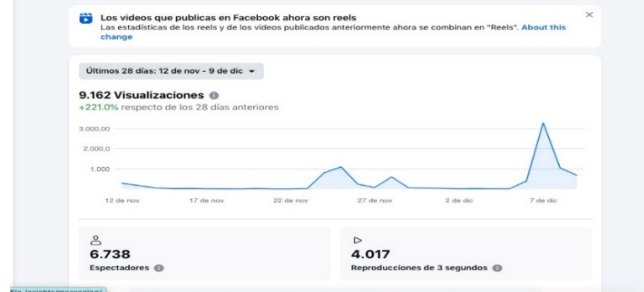 Los videos que publicas en Facebook ahora son reels
Las estadísticas de los reels y de los videos publicados anteriormente ahora se combinan en "Reels". About this
change
Últimos 28 días: 12 de nov - 9 de dic
9.162 Visualizaciones
+221.0% respecto de los 28 días anteriores
3.000,00
2.000,0
1.000
12 de nov 17 de nov 22 de nov 27 de nov 2 de dic 7 de dic
6.738
Espectadores
4.017
Reproducciones de 3 segundos